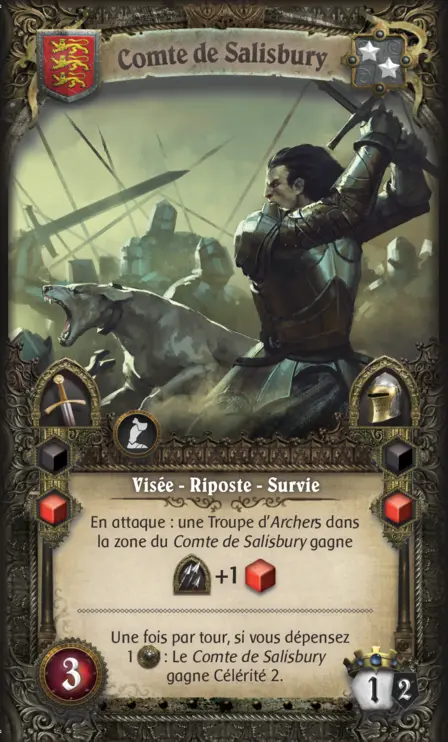 Comte de Salisbury
Visée - Riposte - Survie
En attaque : une Troupe d'Archers dans
la zone du Comte de Salisbury gagne
+1
Une fois par tour, si vous dépensez
1 : Le Comte de Salisbury
gagne Célérité 2.
3
1 2